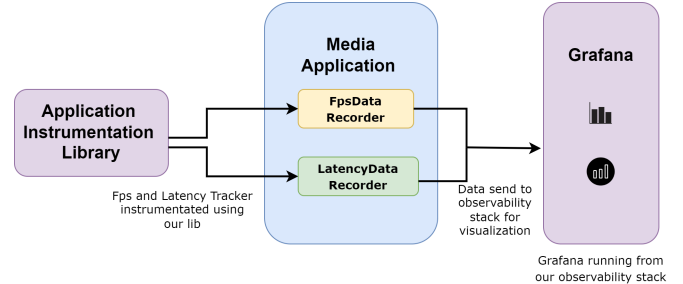 Application
Instrumentation
Library
Fps and Latency Tracker
instrumentated using
our lib
Media
Application
FpsData
Recorder
LatencyData
Recorder
Data send to
observability
stack for
visualization
Grafana
Grafana running from
our observability stack